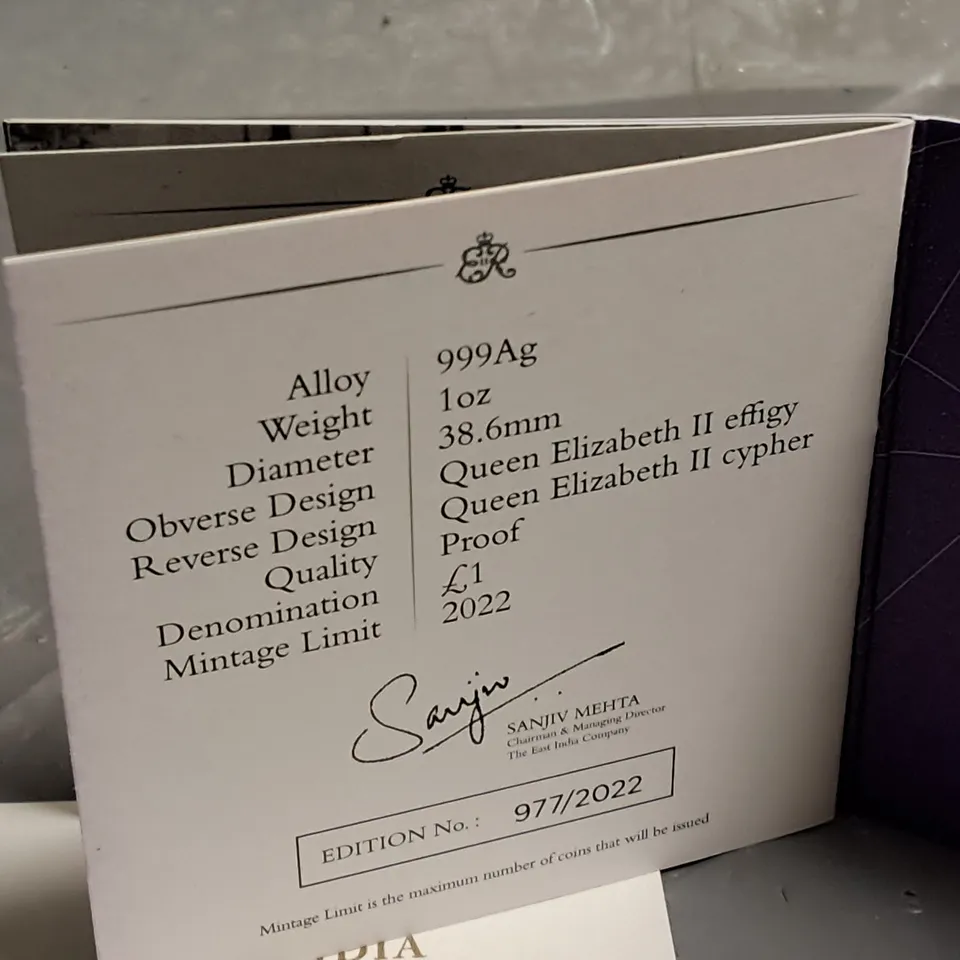 EIIR
Alloy 999Ag
Weight 1oz
Diameter 38.6mm
Obverse Design Queen Elizabeth II effigy
Reverse Design Queen Elizabeth II cypher
Quality Proof
Denomination £1
Mintage Limit 2022
Sanjiv
SANJIV MEHTA
Chairman & Managing Director
The East India Company
EDITION No. : 977/2022
Mintage Limit is the maximum number of coins that will be issued